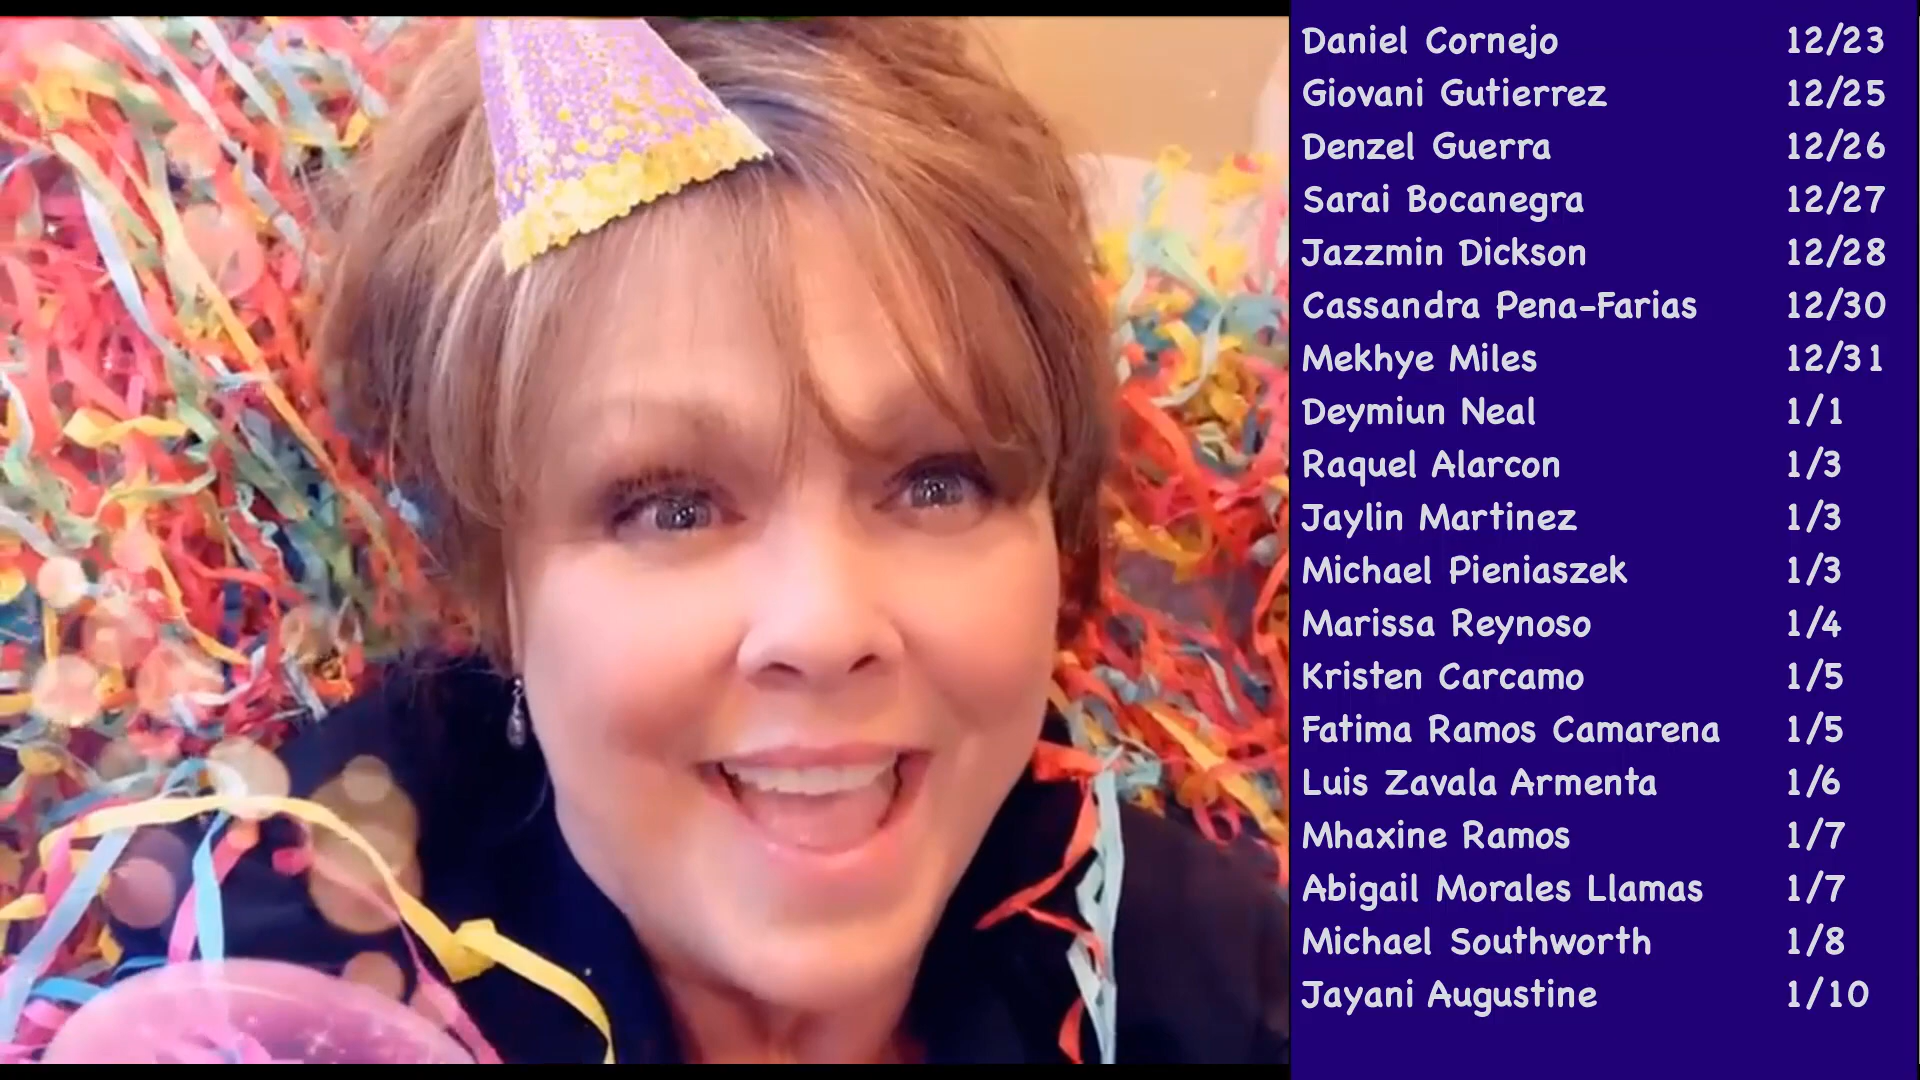 Daniel Cornejo 12/23
Giovani Gutierrez 12/25
Denzel Guerra 12/26
Sarai Bocanegra 12/27
Jazzmin Dickson 12/28
Cassandra Pena-Farias 12/30
Mekhye Miles 12/31
Deymiun Neal 1/1
Raquel Alarcon 1/3
Jaylin Martinez 1/3
Michael Pieniaszek 1/3
Marissa Reynoso 1/4
Kristen Carcamo 1/5
Fatima Ramos Camarena 1/5
Luis Zavala Armenta 1/6
Mhaxine Ramos 1/7
Abigail Morales Llamas 1/7
Michael Southworth 1/8
Jayani Augustine 1/10